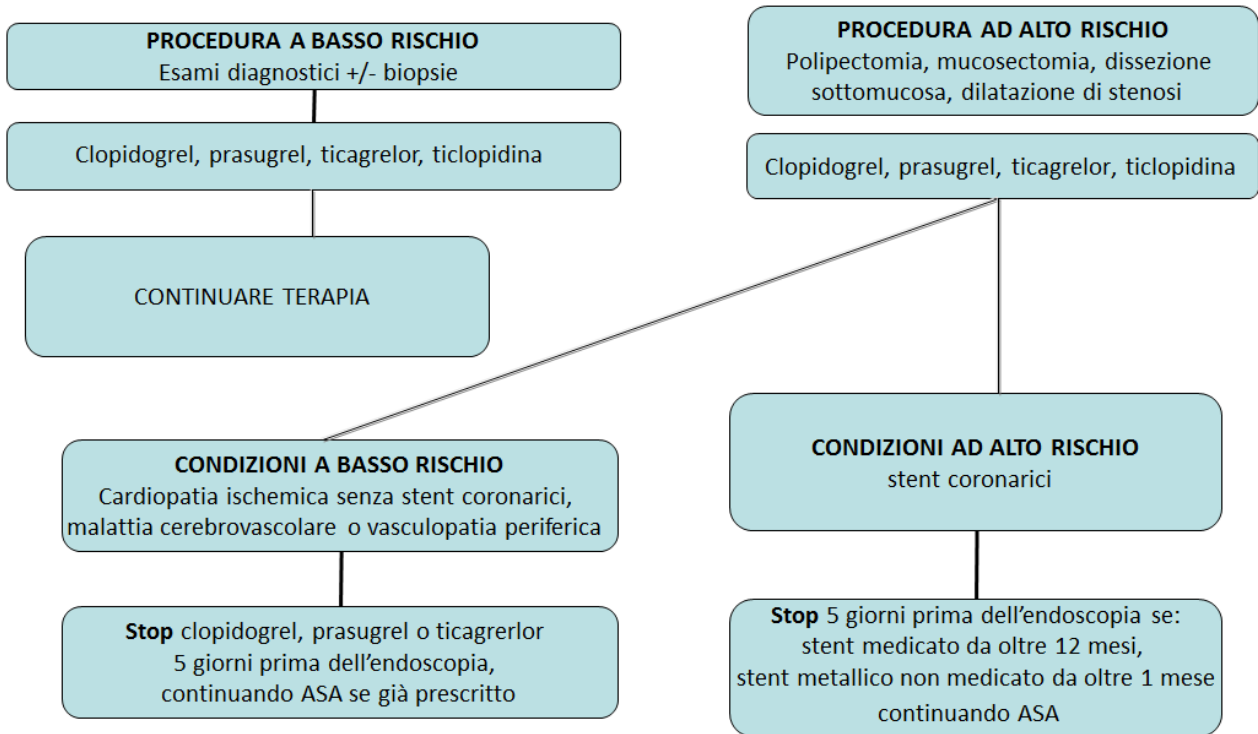 PROCEDURA A BASSO RISCHIO
Esami diagnostici +/- biopsie
Clopidogrel, prasugrel, ticagrelor, ticlopidina
CONTINUARE TERAPIA
PROCEDURA AD ALTO RISCHIO
Polipectomia, mucosectomia, dissezione
sottomucosa, dilatazione di stenosi
Clopidogrel, prasugrel, ticagrelor, ticlopidina
CONDIZIONI A BASSO RISCHIO
Cardiopatia ischemica senza stent coronarici,
malattia cerebrovascolare o vasculopatia periferica
Stop clopidogrel, prasugrel o ticagrerlor
5 giorni prima dell'endoscopia,
continuando ASA se già prescritto
CONDIZIONI AD ALTO RISCHIO
stent coronarici
Stop 5 giorni prima dell'endoscopia se:
stent medicato da oltre 12 mesi,
stent metallico non medicato da oltre 1 mese
continuando ASA